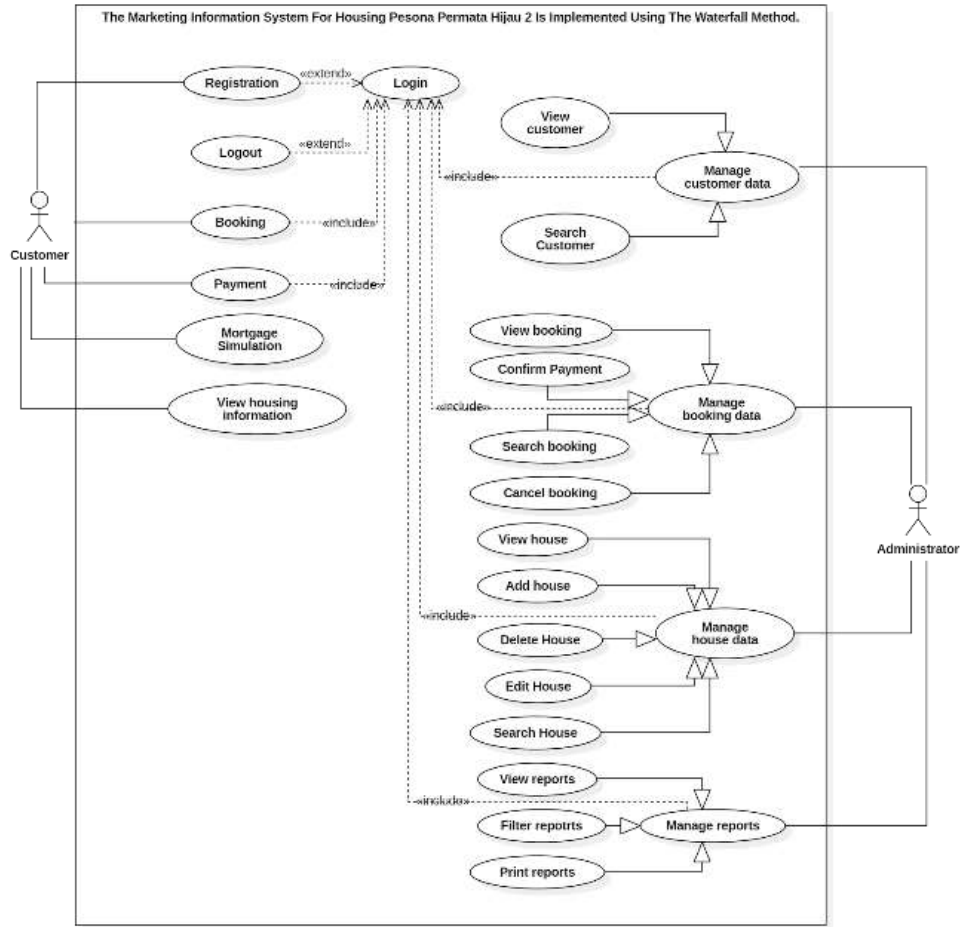 The Marketing Information System For Housing Pesona Permata Hijau 2 Is Implemented Using The Waterfall Method.
Registration
«extend»
Login
View
customer
Logout
«extend»
Manage
customer data
«include»
Booking
«include»
Search
Customer
Customer
Payment
«include»
Mortgage
Simulation
View booking
Confirm Payment
View housing
information
«include»
Manage
booking data
Search booking
Cancel booking
View house
Administrator
Add house
«include»
Manage
house data
Delete House
Edit House
Search House
View reports
«include»
Filter repotrts
Manage reports
Print reports